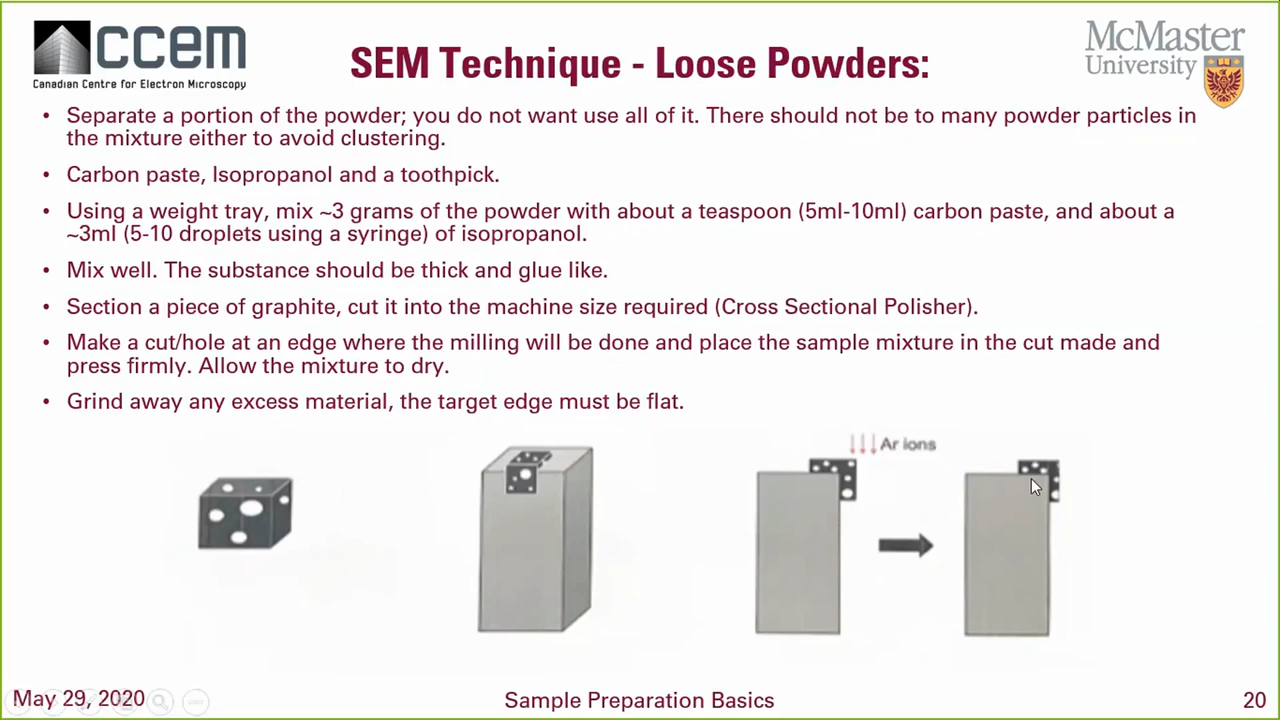 ccem
Canadian Centre for Electron Microscopy
SEM Technique - Loose Powders:
McMaster
University
• Separate a portion of the powder; you do not want use all of it. There should not be to many powder particles in
the mixture either to avoid clustering.
• Carbon paste, Isopropanol and a toothpick.
• Using a weight tray, mix ~3 grams of the powder with about a teaspoon (5ml-10ml) carbon paste, and about a
~3ml (5-10 droplets using a syringe) of isopropanol.
• Mix well. The substance should be thick and glue like.
• Section a piece of graphite, cut it into the machine size required (Cross Sectional Polisher).
• Make a cut/hole at an edge where the milling will be done and place the sample mixture in the cut made and
press firmly. Allow the mixture to dry.
• Grind away any excess material, the target edge must be flat.
Ar ions
May 29, 2020
Sample Preparation Basics
20